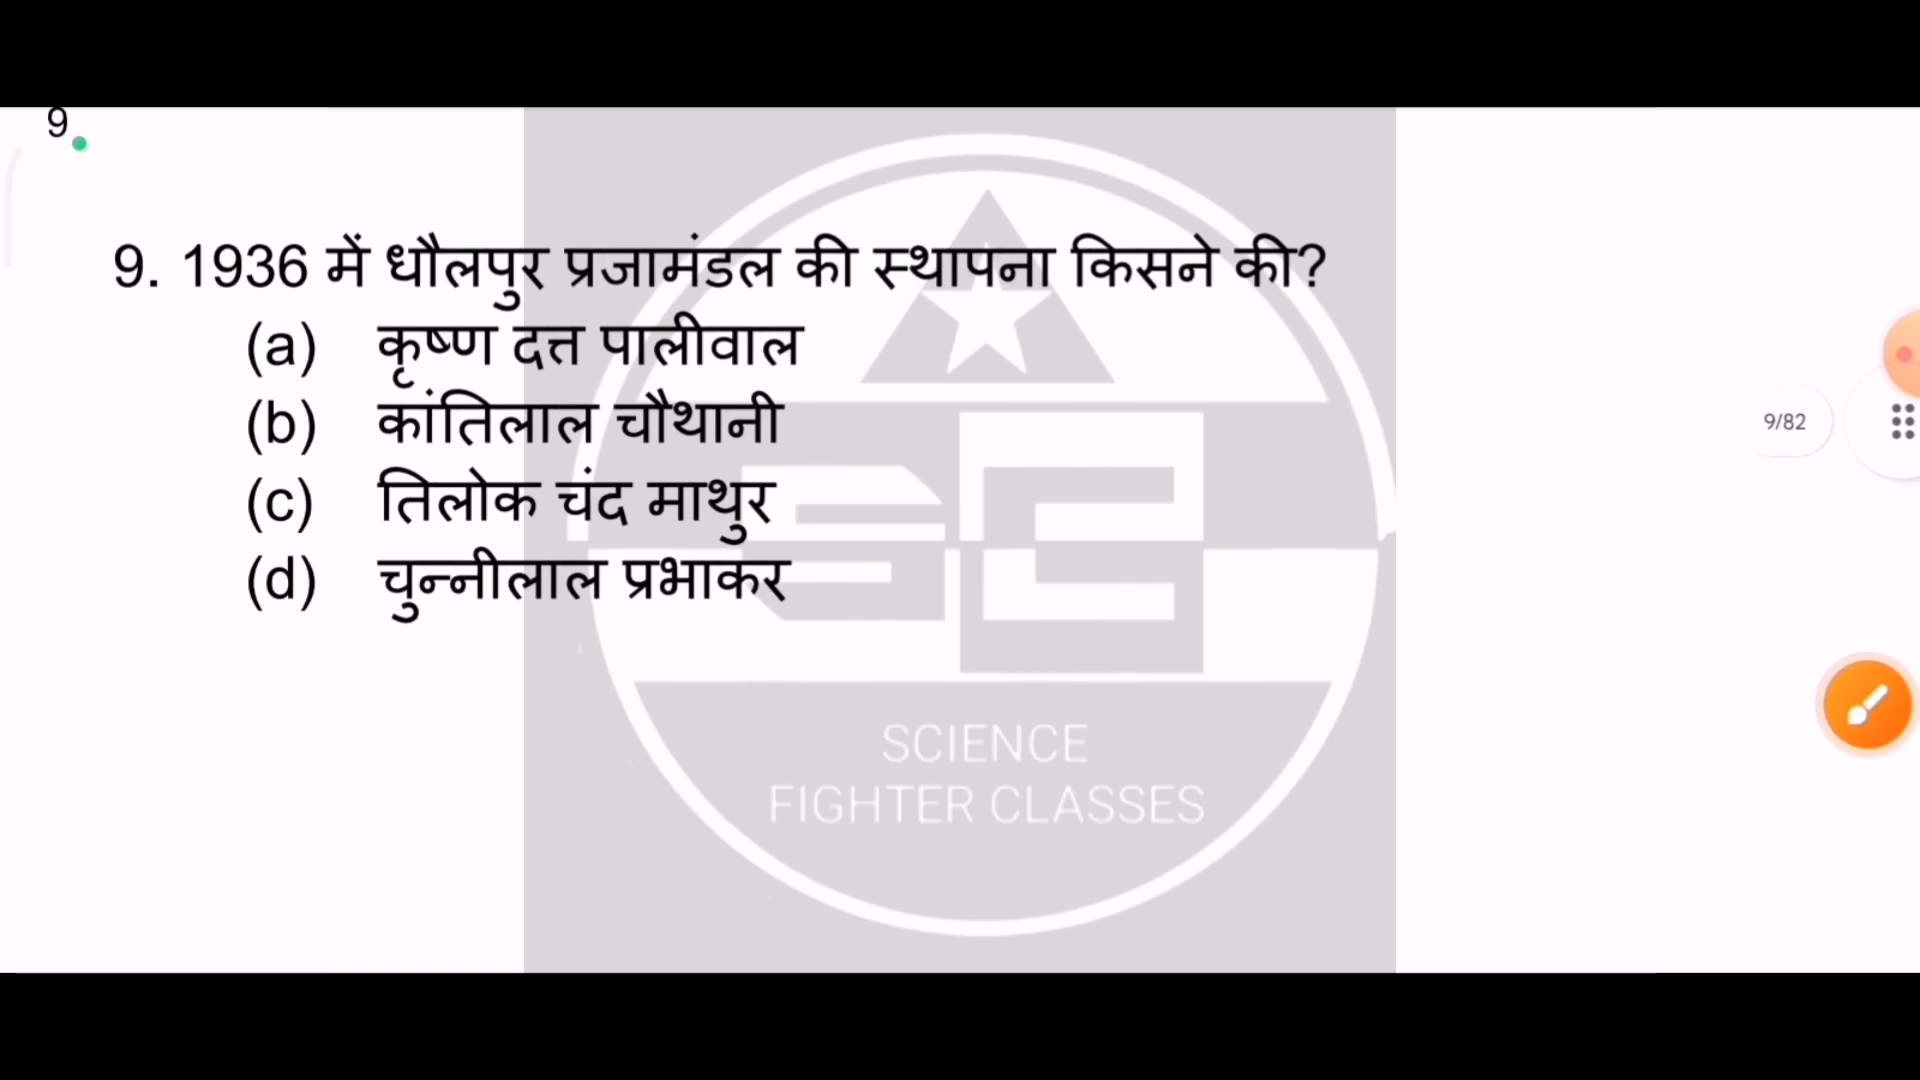 9
9. 1936 में धौलपुर प्रजामंडल की स्थापना किसने की?
(a) कृष्ण दत्त पालीवाल
(b) कांतिलाल चौथानी
(c) तिलोक चंद माथुर
(d) चुन्नीलाल प्रभाकर
9/82
SCIENCE
FIGHTER CLASSES